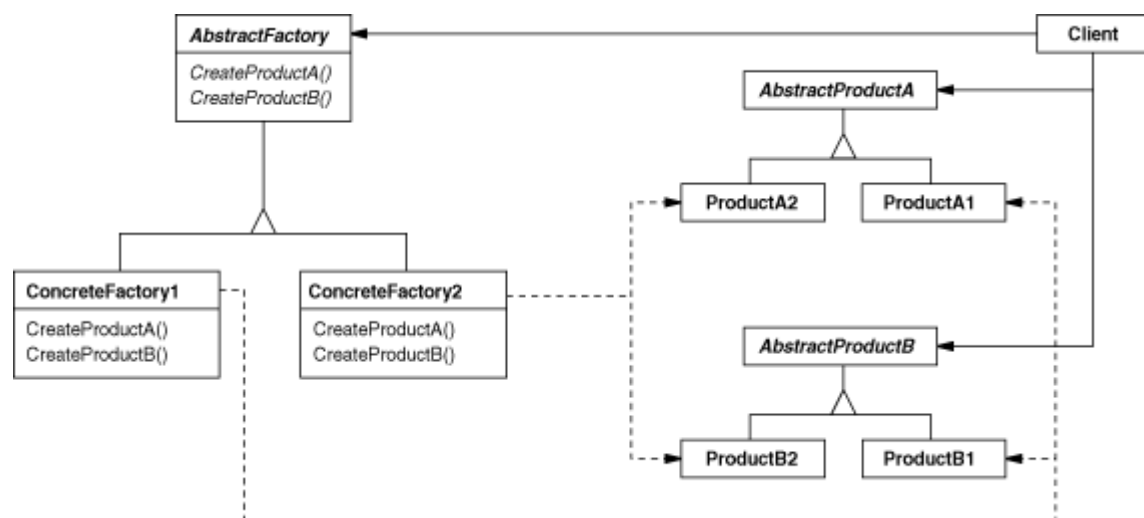 AbstractFactory
CreateProductA()
CreateProductB()
Client
AbstractProductA
ProductA2
ProductA1
ConcreteFactory1
CreateProductA()
CreateProductB()
ConcreteFactory2
CreateProductA()
CreateProductB()
AbstractProductB
ProductB2
ProductB1